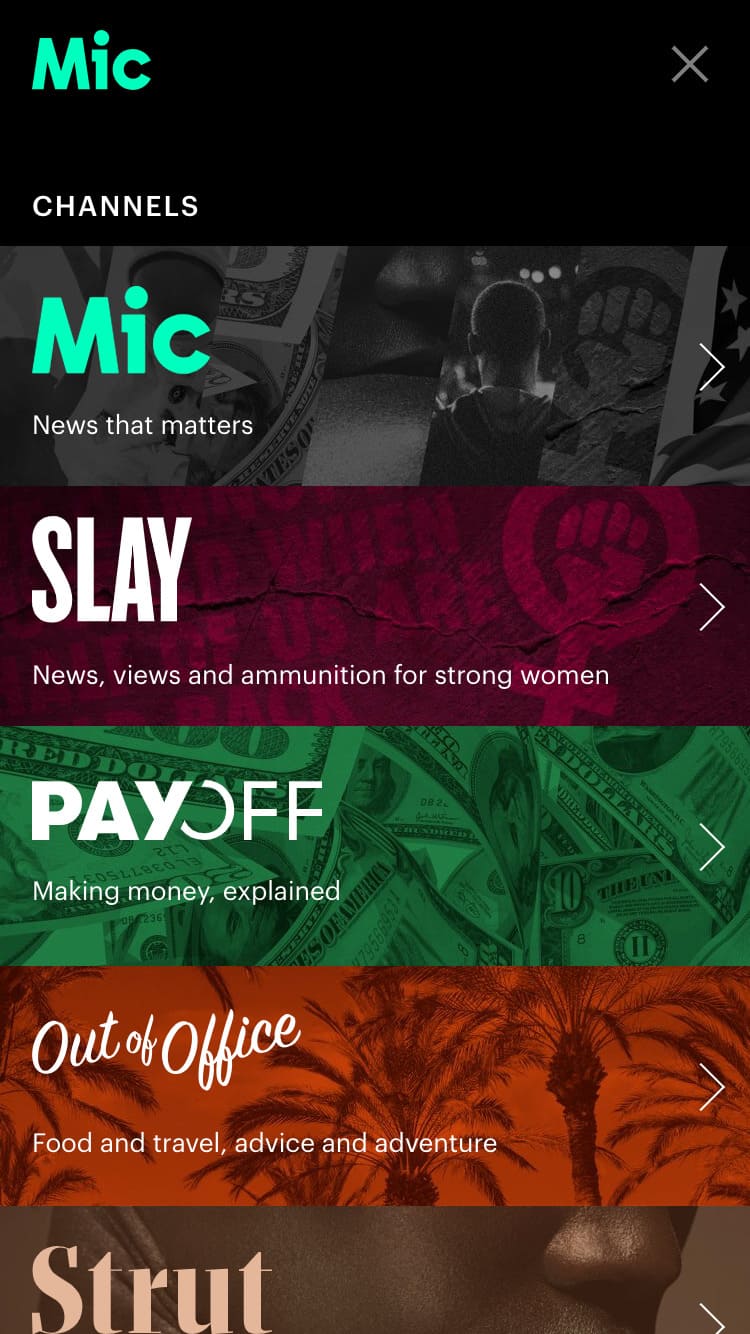 Mic
CHANNELS
Mic
News that matters
SLAY
News, views and ammunition for strong women
PAYOFF
Making money, explained
Out of Office
Food and travel, advice and adventure
Strut